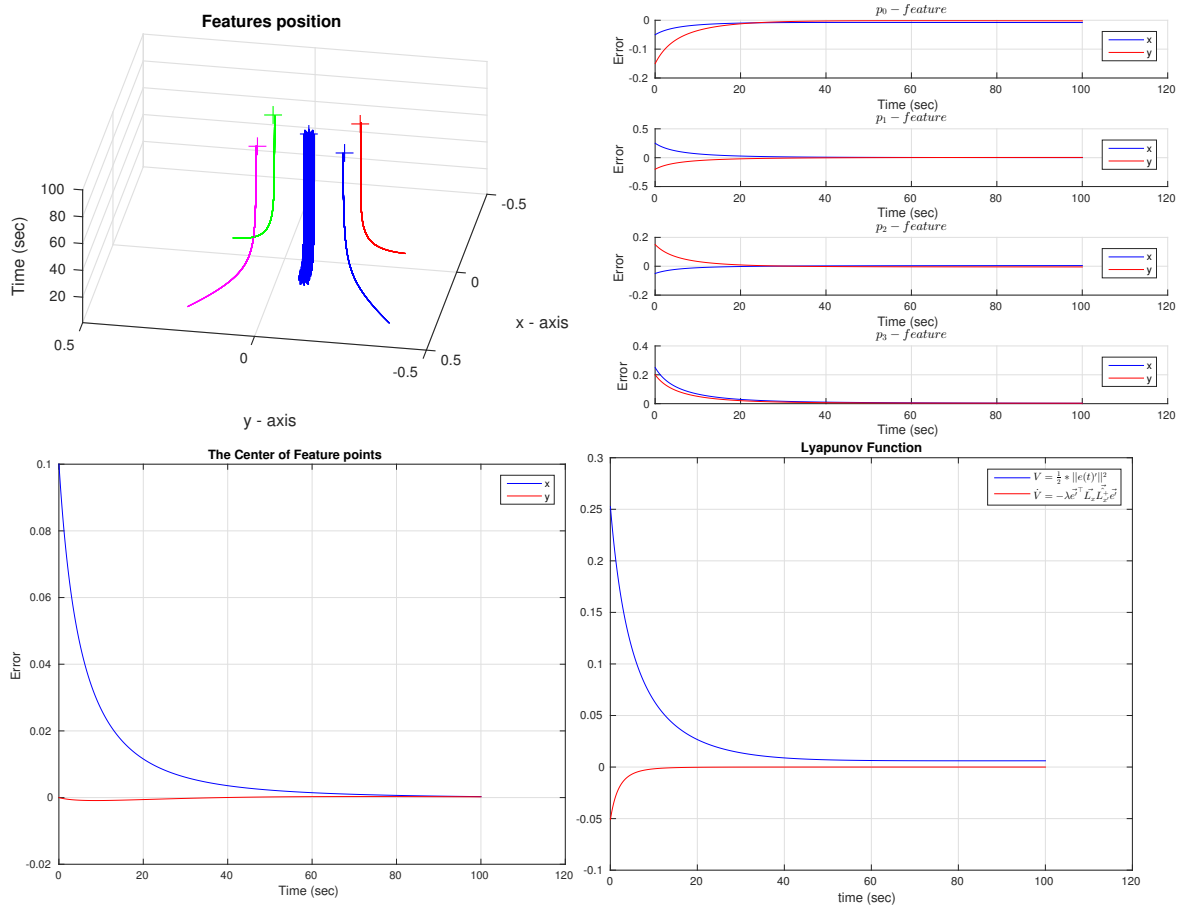 Features position
100
80
60
40
20
Time (sec)
0.5
0
-0.5
y - axis
0.5
0
-0.5
x - axis
p₀ − feature
0
-0.1
-0.2
Error
0 20 40 60 80 100 120
Time (sec)
x
y
p₁ − feature
0.5
0
-0.5
Error
0 20 40 60 80 100 120
Time (sec)
x
y
p₂ − feature
0.2
0
-0.2
Error
0 20 40 60 80 100 120
Time (sec)
x
y
p₃ − feature
0.4
0.2
0
Error
0 20 40 60 80 100 120
Time (sec)
x
y
The Center of Feature points
0.1
0.08
0.06
0.04
0.02
0
-0.02
Error
0 20 40 60 80 100 120
Time (sec)
x
y
Lyapunov Function
0.3
0.25
0.2
0.15
0.1
0.05
0
-0.05
-0.1
0 20 40 60 80 100 120
time (sec)
V = ½ * ||e(t)′||²